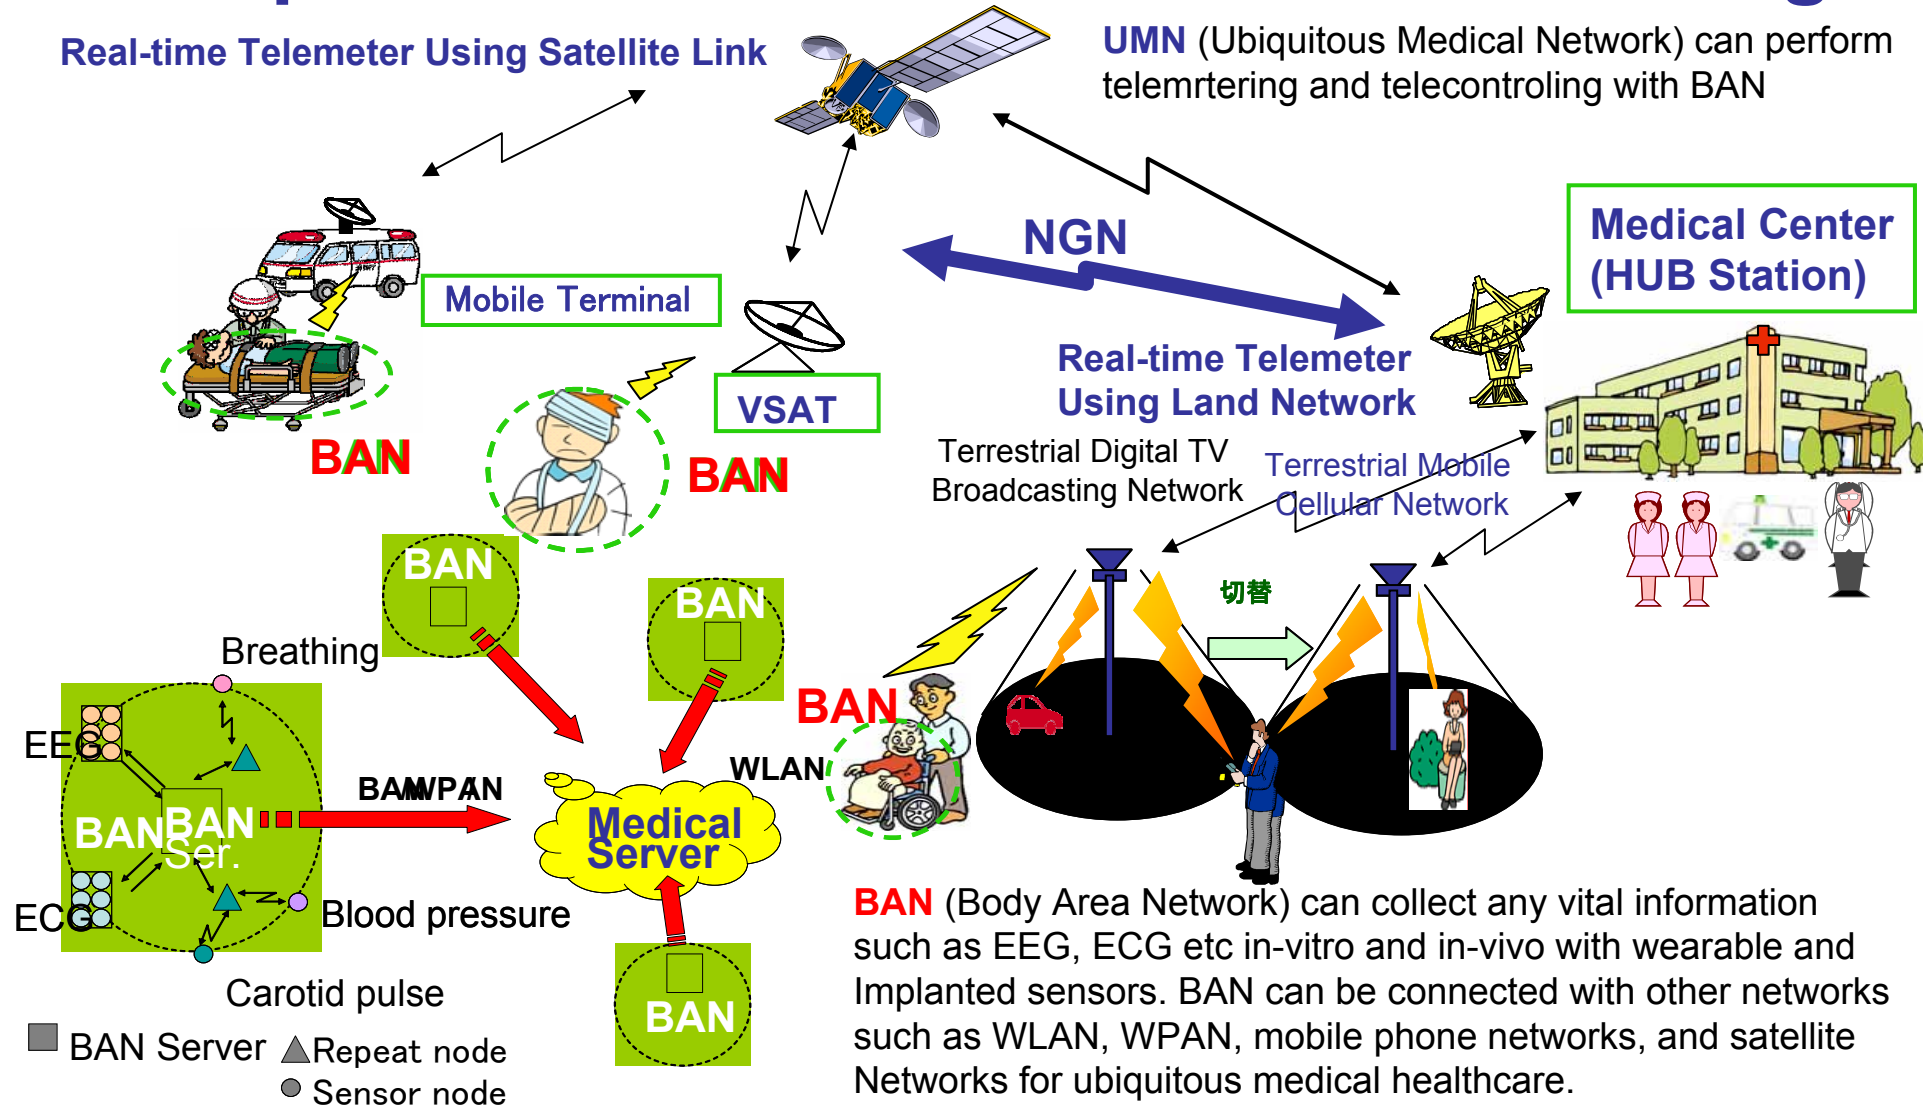 Real-time Telemeter Using Satellite Link
UMN (Ubiquitous Medical Network) can perform
telemrtering and telecontroling with BAN
NGN
Medical Center
(HUB Station)
Mobile Terminal
VSAT
Real-time Telemeter
Using Land Network
BAN
BAN
Terrestrial Digital TV
Broadcasting Network
Terrestrial Mobile
Cellular Network
切替
BAN
BAN
Breathing
EEG
BAN
WLAN
BAN/WPAN
BAN
BAN
Ser.
Medical
Server
ECG
Blood pressure
Carotid pulse
BAN
BAN Server
Repeat node
Sensor node
BAN (Body Area Network) can collect any vital information
such as EEG, ECG etc in-vitro and in-vivo with wearable and
Implanted sensors. BAN can be connected with other networks
such as WLAN, WPAN, mobile phone networks, and satellite
Networks for ubiquitous medical healthcare.